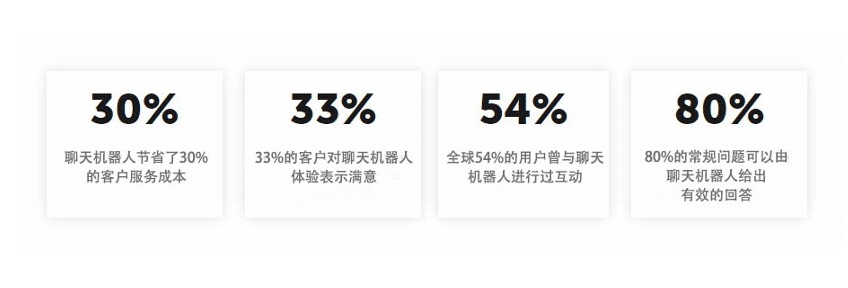 30%
聊天机器人节省了30%
的客户服务成本
33%
33%的客户对聊天机器人
体验表示满意
54%
全球54%的用户曾与聊天
机器人进行过互动
80%
80%的常规问题可以由
聊天机器人给出
有效的回答